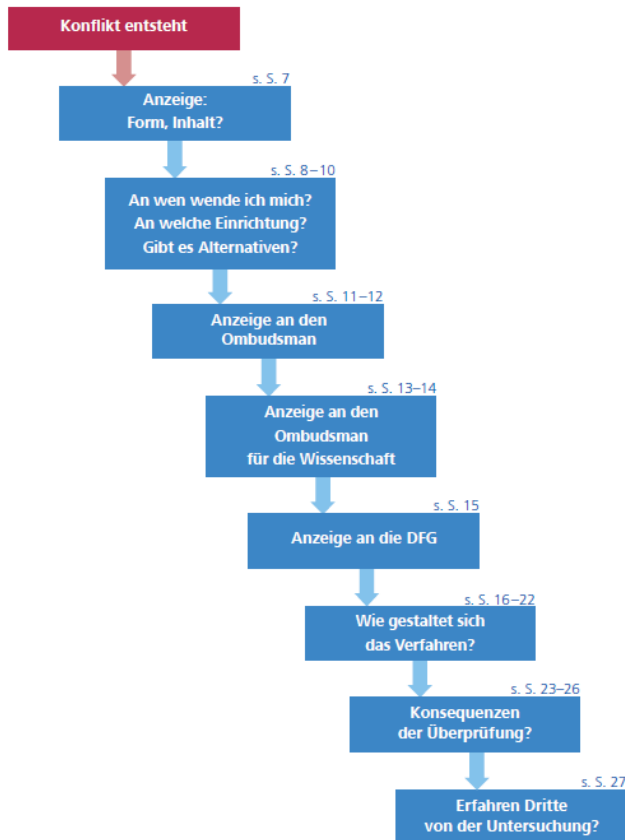 Konflikt entsteht
s. S. 7
Anzeige:
Form, Inhalt?
s. S. 8–10
An wen wende ich mich?
An welche Einrichtung?
Gibt es Alternativen?
s. S. 11–12
Anzeige an den
Ombudsman
s. S. 13–14
Anzeige an den
Ombudsman
für die Wissenschaft
s. S. 15
Anzeige an die DFG
s. S. 16–22
Wie gestaltet sich
das Verfahren?
s. S. 23–26
Konsequenzen
der Überprüfung?
s. S. 27
Erfahren Dritte
von der Untersuchung?